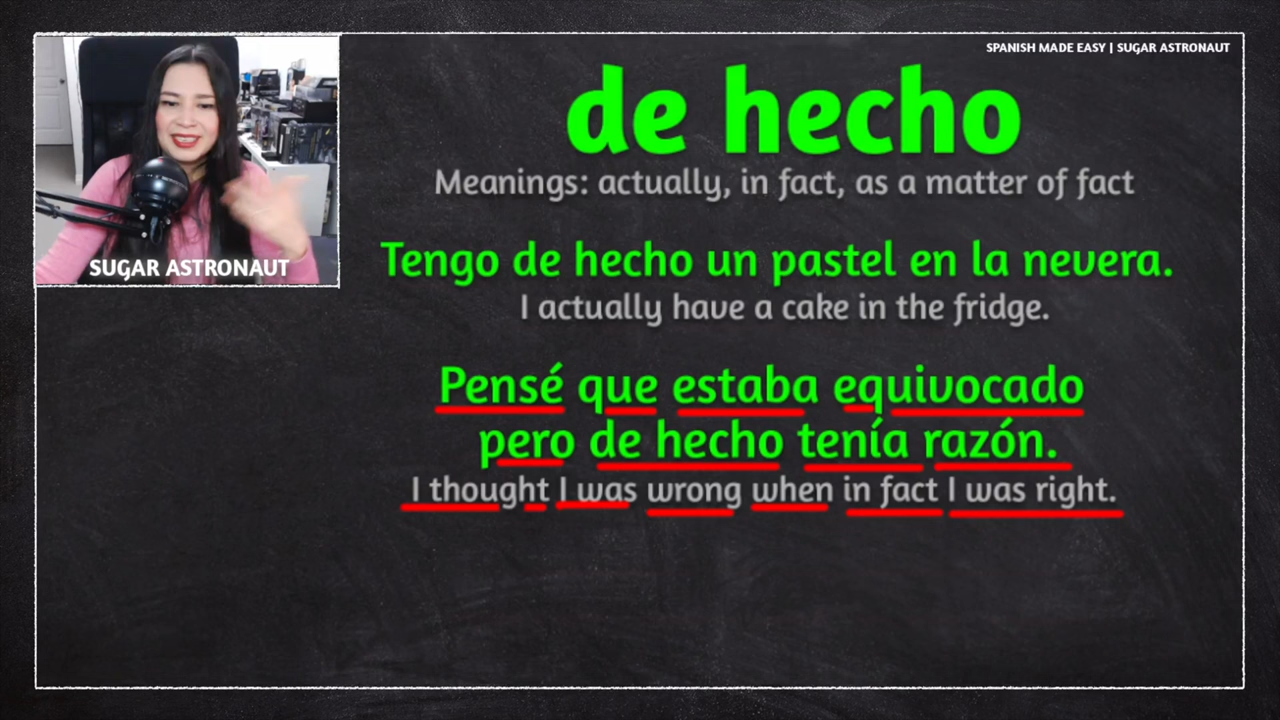 SPANISH MADE EASY | SUGAR ASTRONAUT
de hecho
Meanings: actually, in fact, as a matter of fact
SUGAR ASTRONAUT
Tengo de hecho un pastel en la nevera.
I actually have a cake in the fridge.
Pensé que estaba equivocado
pero de hecho tenía razón.
I thought I was wrong when in fact I was right.